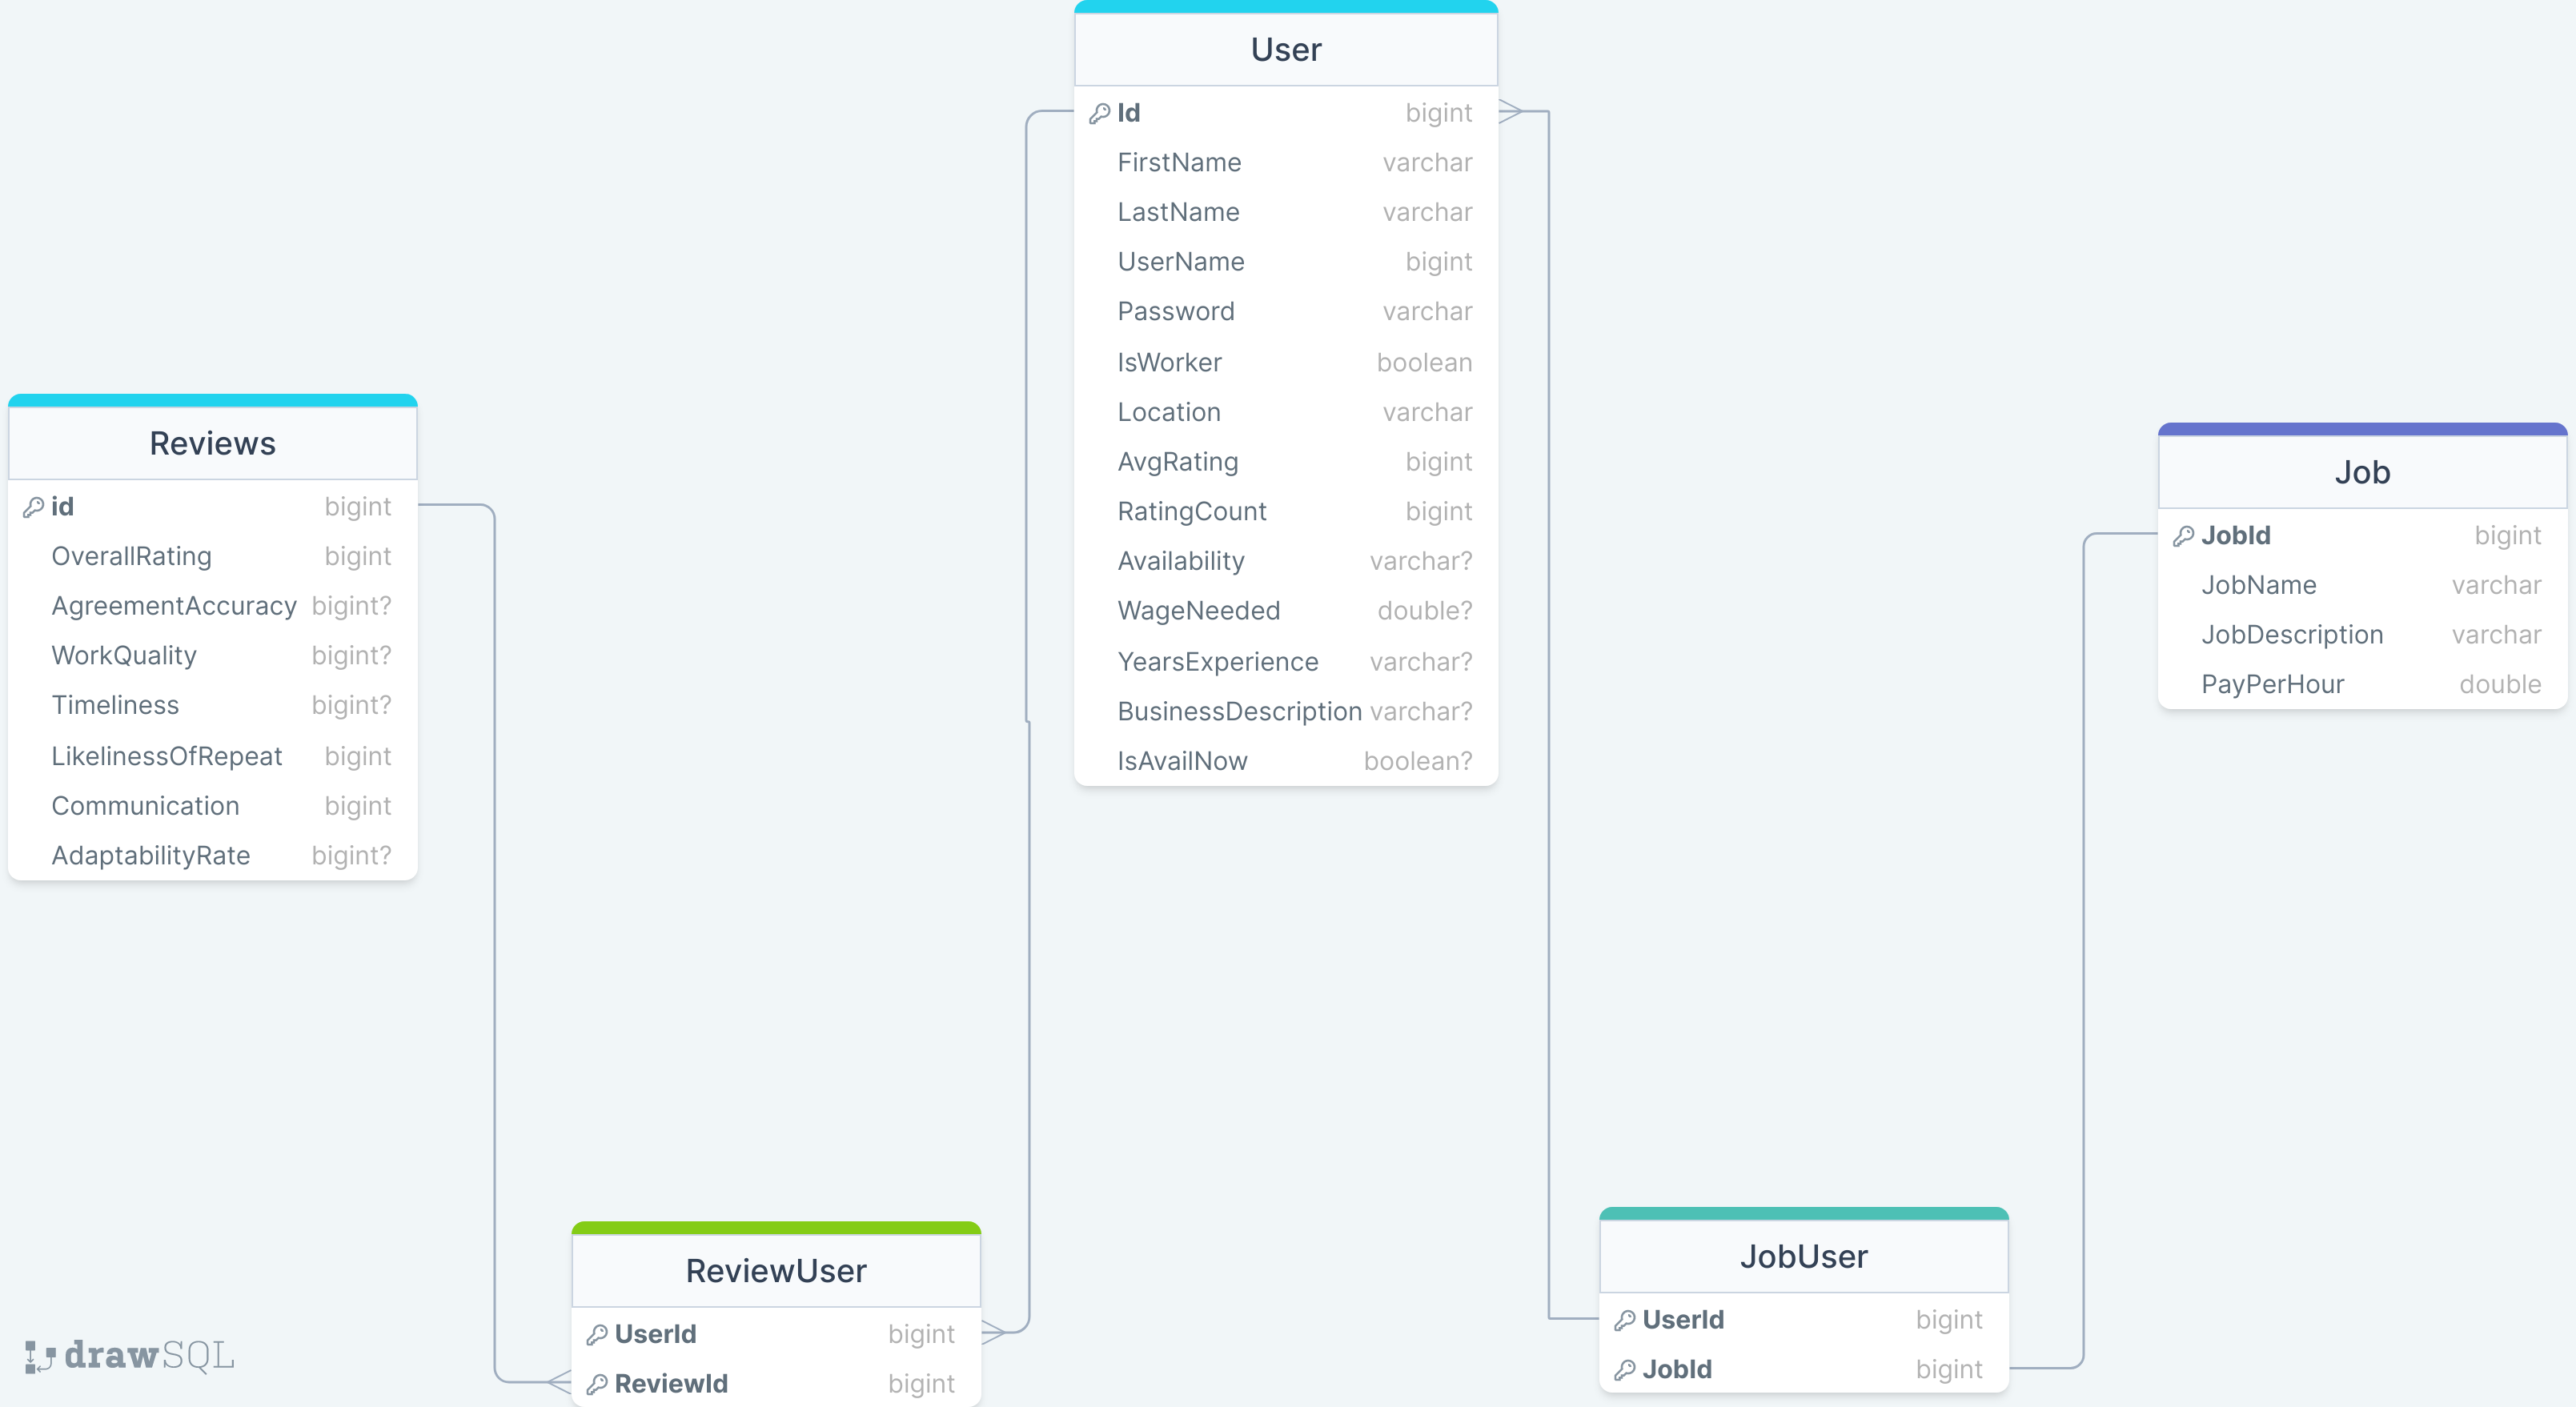 User
Id bigint
FirstName varchar
LastName varchar
UserName bigint
Password varchar
IsWorker boolean
Location varchar
AvgRating bigint
RatingCount bigint
Availability varchar?
WageNeeded double?
YearsExperience varchar?
BusinessDescription varchar?
IsAvailNow boolean?
Reviews
id bigint
OverallRating bigint
AgreementAccuracy bigint?
WorkQuality bigint?
Timeliness bigint?
LikelinessOfRepeat bigint
Communication bigint
AdaptabilityRate bigint?
Job
JobId bigint
JobName varchar
JobDescription varchar
PayPerHour double
ReviewUser
UserId bigint
ReviewId bigint
JobUser
UserId bigint
JobId bigint
drawSQL